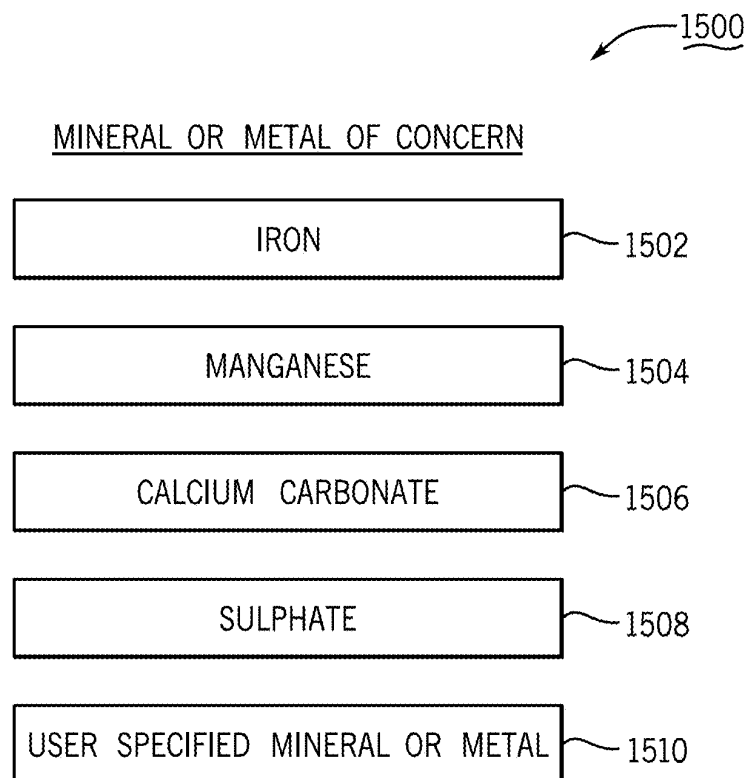 1500
MINERAL OR METAL OF CONCERN
IRON
1502
MANGANESE
1504
CALCIUM CARBONATE
1506
SULPHATE
1508
USER SPECIFIED MINERAL OR METAL
1510